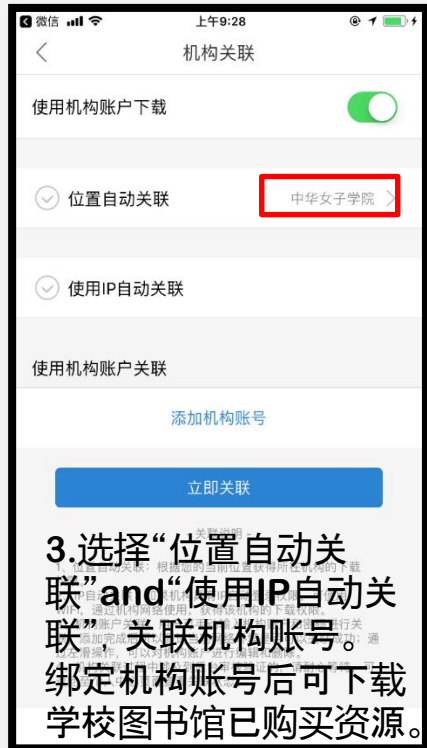 微信 上午9:28
机构关联
使用机构账户下载
位置自动关联 中华女子学院
使用IP自动关联
使用机构账户关联
添加机构账号
立即关联
3.选择“位置自动关
联”and“使用IP自动关
联”，关联机构账号。
绑定机构账号后可下载
学校图书馆已购买资源。